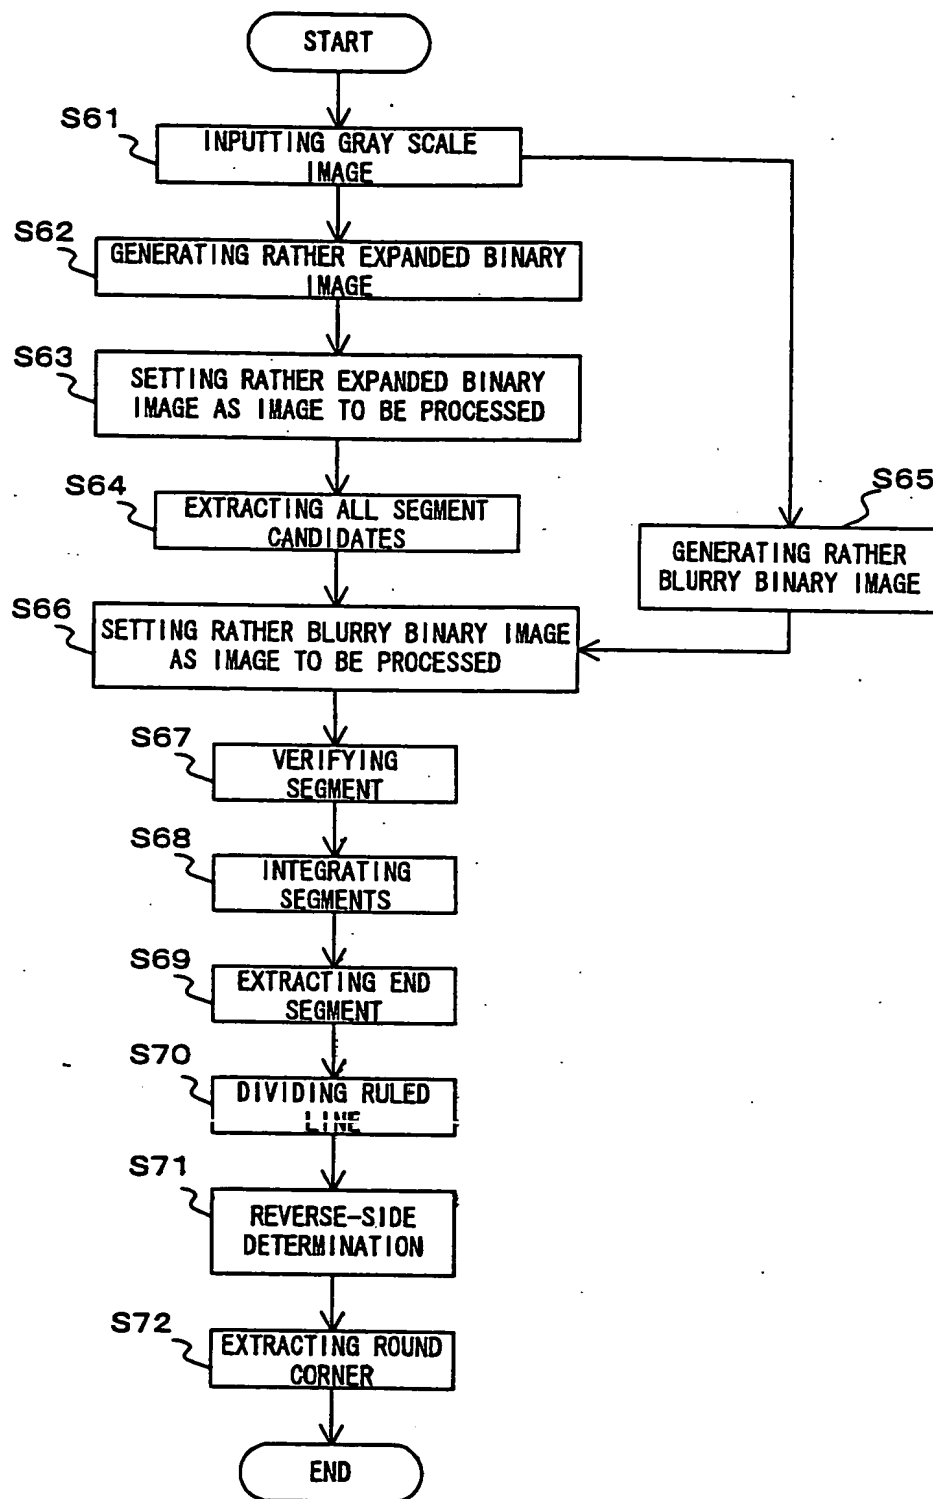 START
S61
INPUTTING GRAY SCALE
IMAGE
S62
GENERATING RATHER EXPANDED BINARY
IMAGE
S63
SETTING RATHER EXPANDED BINARY
IMAGE AS IMAGE TO BE PROCESSED
S64
EXTRACTING ALL SEGMENT
CANDIDATES
S65
GENERATING RATHER
BLURRY BINARY IMAGE
S66
SETTING RATHER BLURRY BINARY IMAGE
AS IMAGE TO BE PROCESSED
S67
VERIFYING
SEGMENT
S68
INTEGRATING
SEGMENTS
S69
EXTRACTING END
SEGMENT
S70
DIVIDING RULED
LINE
S71
REVERSE-SIDE
DETERMINATION
S72
EXTRACTING ROUND
CORNER
END